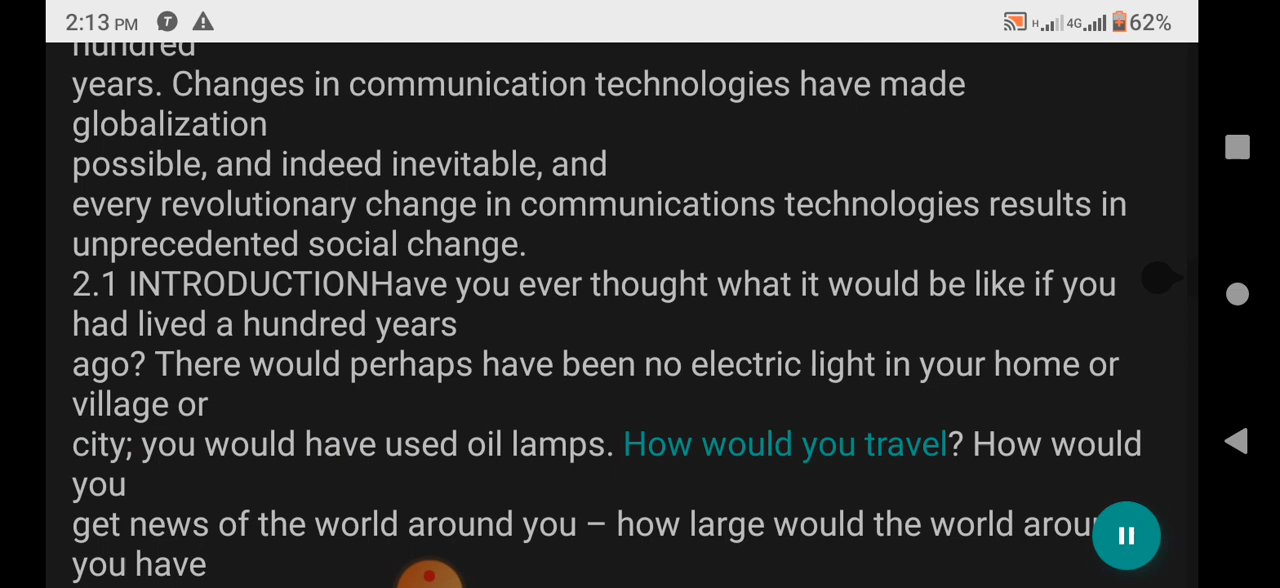 2:13 PM T H 4G 62%
hundred
years. Changes in communication technologies have made
globalization
possible, and indeed inevitable, and
every revolutionary change in communications technologies results in
unprecedented social change.
2.1 INTRODUCTIONHave you ever thought what it would be like if you
had lived a hundred years
ago? There would perhaps have been no electric light in your home or
village or
city; you would have used oil lamps. How would you travel? How would
you
get news of the world around you – how large would the world
you have